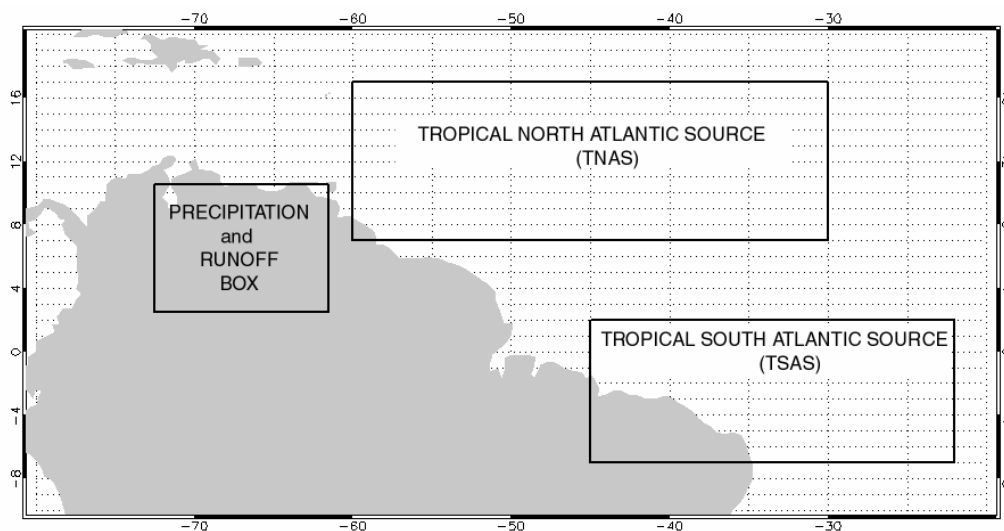 −70 −60 −50 −40 −30
16
TROPICAL NORTH ATLANTIC SOURCE
(TNAS)
12
PRECIPITATION
and
RUNOFF
BOX
8
4
TROPICAL SOUTH ATLANTIC SOURCE
(TSAS)
0
−4
−8
−70 −60 −50 −40 −30